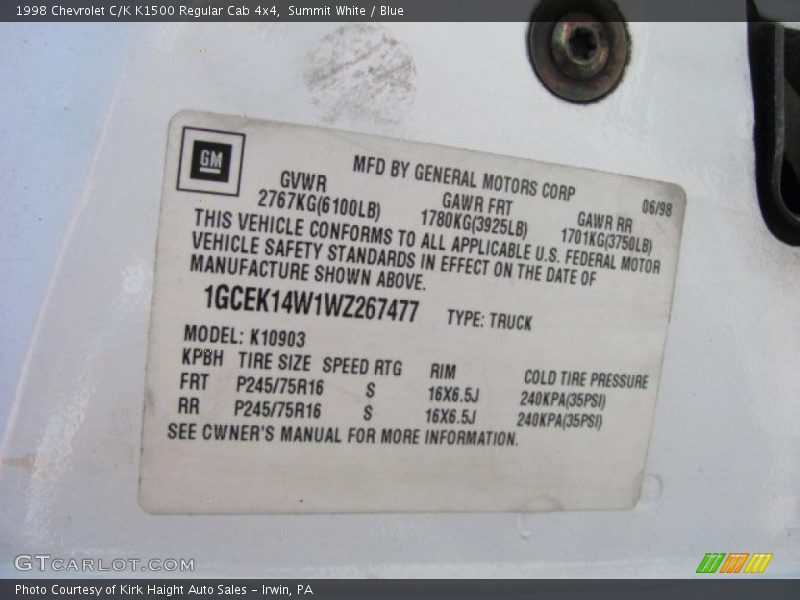 1998 Chevrolet C/K K1500 Regular Cab 4x4, Summit White / Blue
GM
MFD BY GENERAL MOTORS CORP
06/98
GVWR GAWR FRT GAWR RR
2767KG(6100LB) 1780KG(3925LB) 1701KG(3750LB)
THIS VEHICLE CONFORMS TO ALL APPLICABLE U.S. FEDERAL MOTOR
VEHICLE SAFETY STANDARDS IN EFFECT ON THE DATE OF
MANUFACTURE SHOWN ABOVE.
1GCEK14W1WZ267477 TYPE: TRUCK
MODEL: K10903
KPBH TIRE SIZE SPEED RTG RIM COLD TIRE PRESSURE
FRT P245/75R16 S 16X6.5J 240KPA(35PSI)
RR P245/75R16 S 16X6.5J 240KPA(35PSI)
SEE OWNER'S MANUAL FOR MORE INFORMATION.
GTCARLOT.COM
Photo Courtesy of Kirk Haight Auto Sales - Irwin, PA